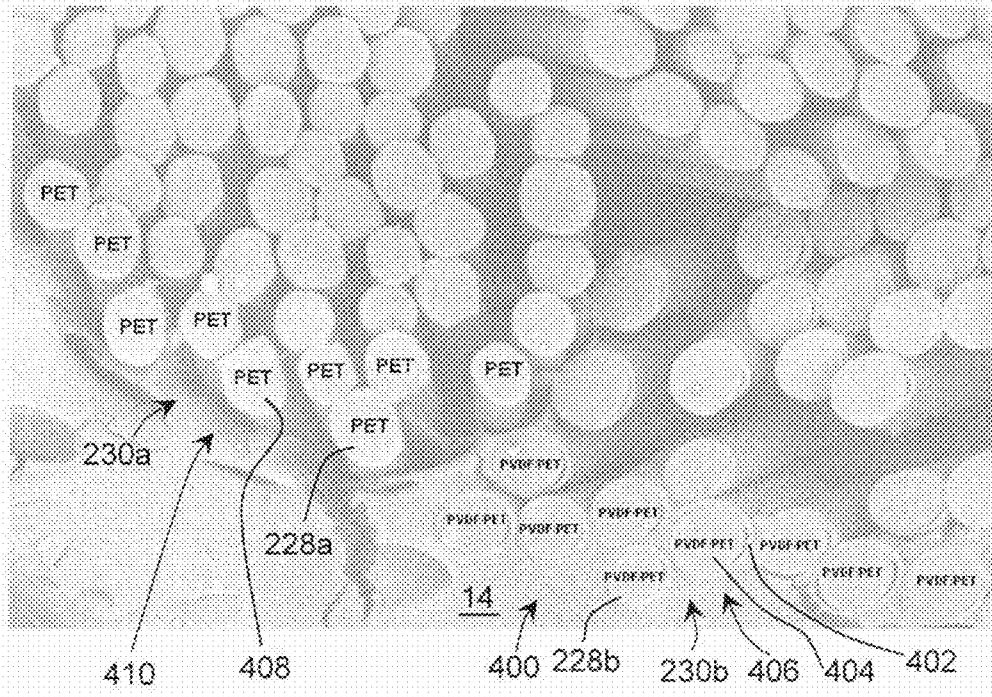 PET
PET
PET PET
PET PET PET PET
PET
230a
228a
PVDF-PET
PVDF-PET PVDF-PET PVDF-PET
PVDF-PET PVDF-PET
PVDF-PET PVDF-PET PVDF-PET
14
410 408 400 228b 230b 406 404 402